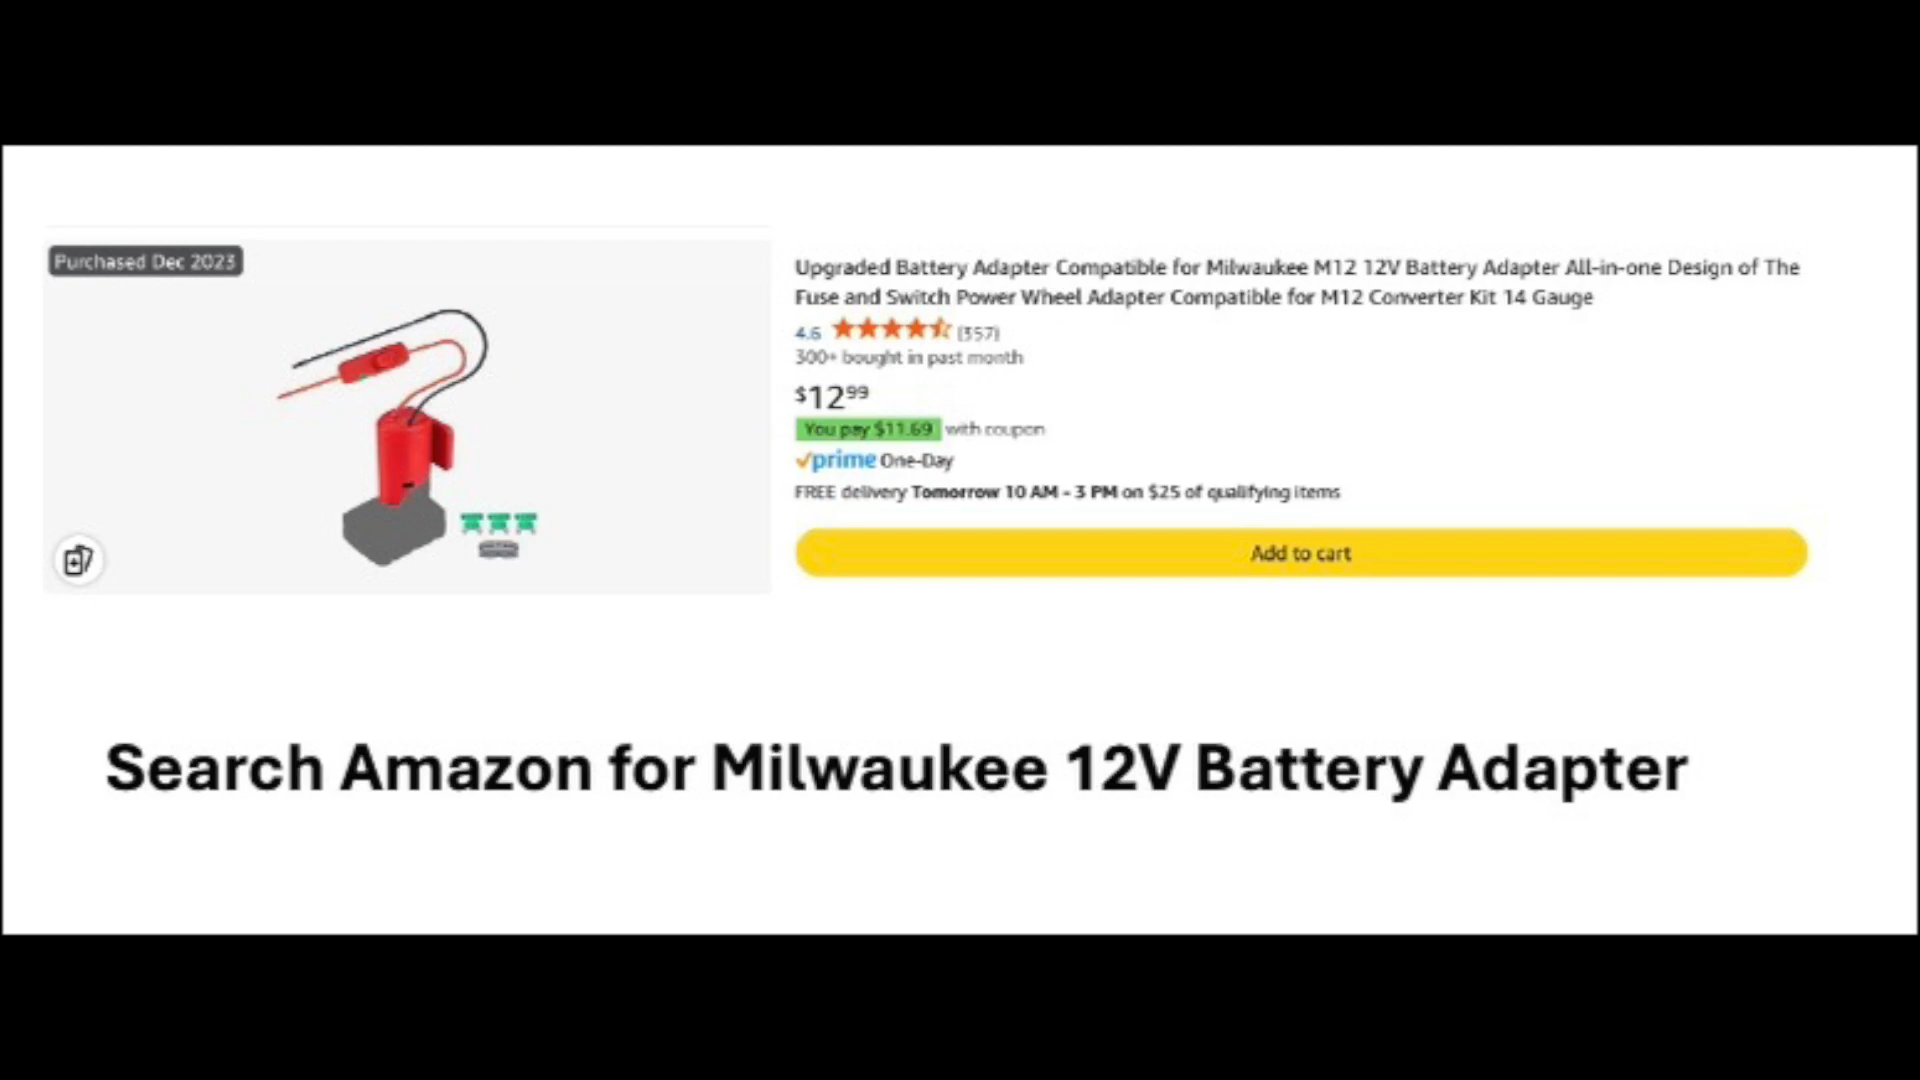 Purchased Dec 2023
Upgraded Battery Adapter Compatible for Milwaukee M12 12V Battery Adapter All-in-one Design of The
Fuse and Switch Power Wheel Adapter Compatible for M12 Converter Kit 14 Gauge
4.6 (357)
300+ bought in past month
$12.99
You pay $11.69 with coupon
prime One-Day
FREE delivery Tomorrow 10 AM - 3 PM on $25 of qualifying items
Add to cart
Search Amazon for Milwaukee 12V Battery Adapter